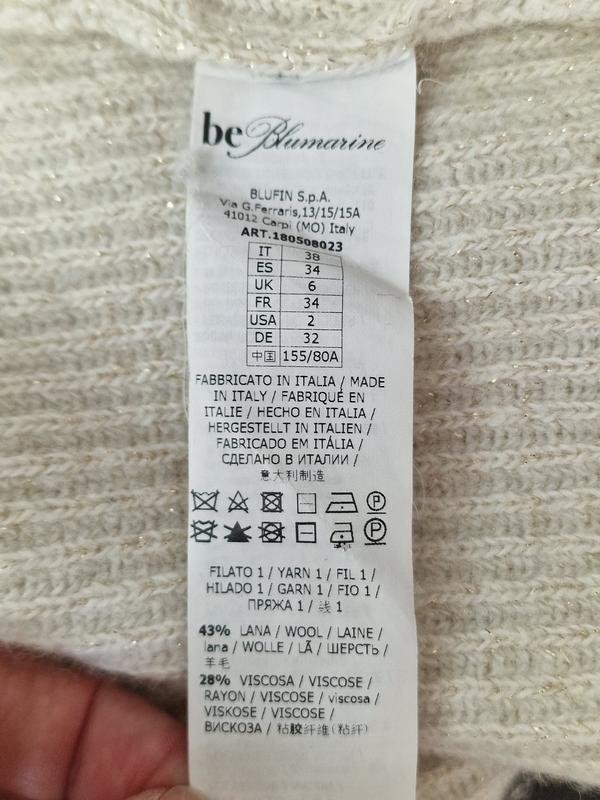 be Blumarine
BLUFIN S.p.A.
Via G.Ferraris,13/15/15A
41012 Carpi (MO) Italy
ART.180508023
IT 38
ES 34
UK 6
FR 34
USA 2
DE 32
中国 155/80A
FABBRICATO IN ITALIA / MADE
IN ITALY / FABRIQUÉ EN
ITALIE / HECHO EN ITALIA /
HERGESTELLT IN ITALIEN /
FABRICADO EM ITÁLIA /
СДЕЛАНО В ИТАЛИИ /
意大利制造
P
P
FILATO 1 / YARN 1 / FIL 1 /
HILADO 1 / GARN 1 / FIO 1 /
ПРЯЖА 1 / 线 1
43% LANA / WOOL / LAINE /
lana / WOLLE / LÃ / ШЕРСТЬ /
羊毛
28% VISCOSA / VISCOSE /
RAYON / VISCOSE / viscosa /
VISKOSE / VISCOSE /
ВИСКОЗА / 粘胶纤维(粘纤)